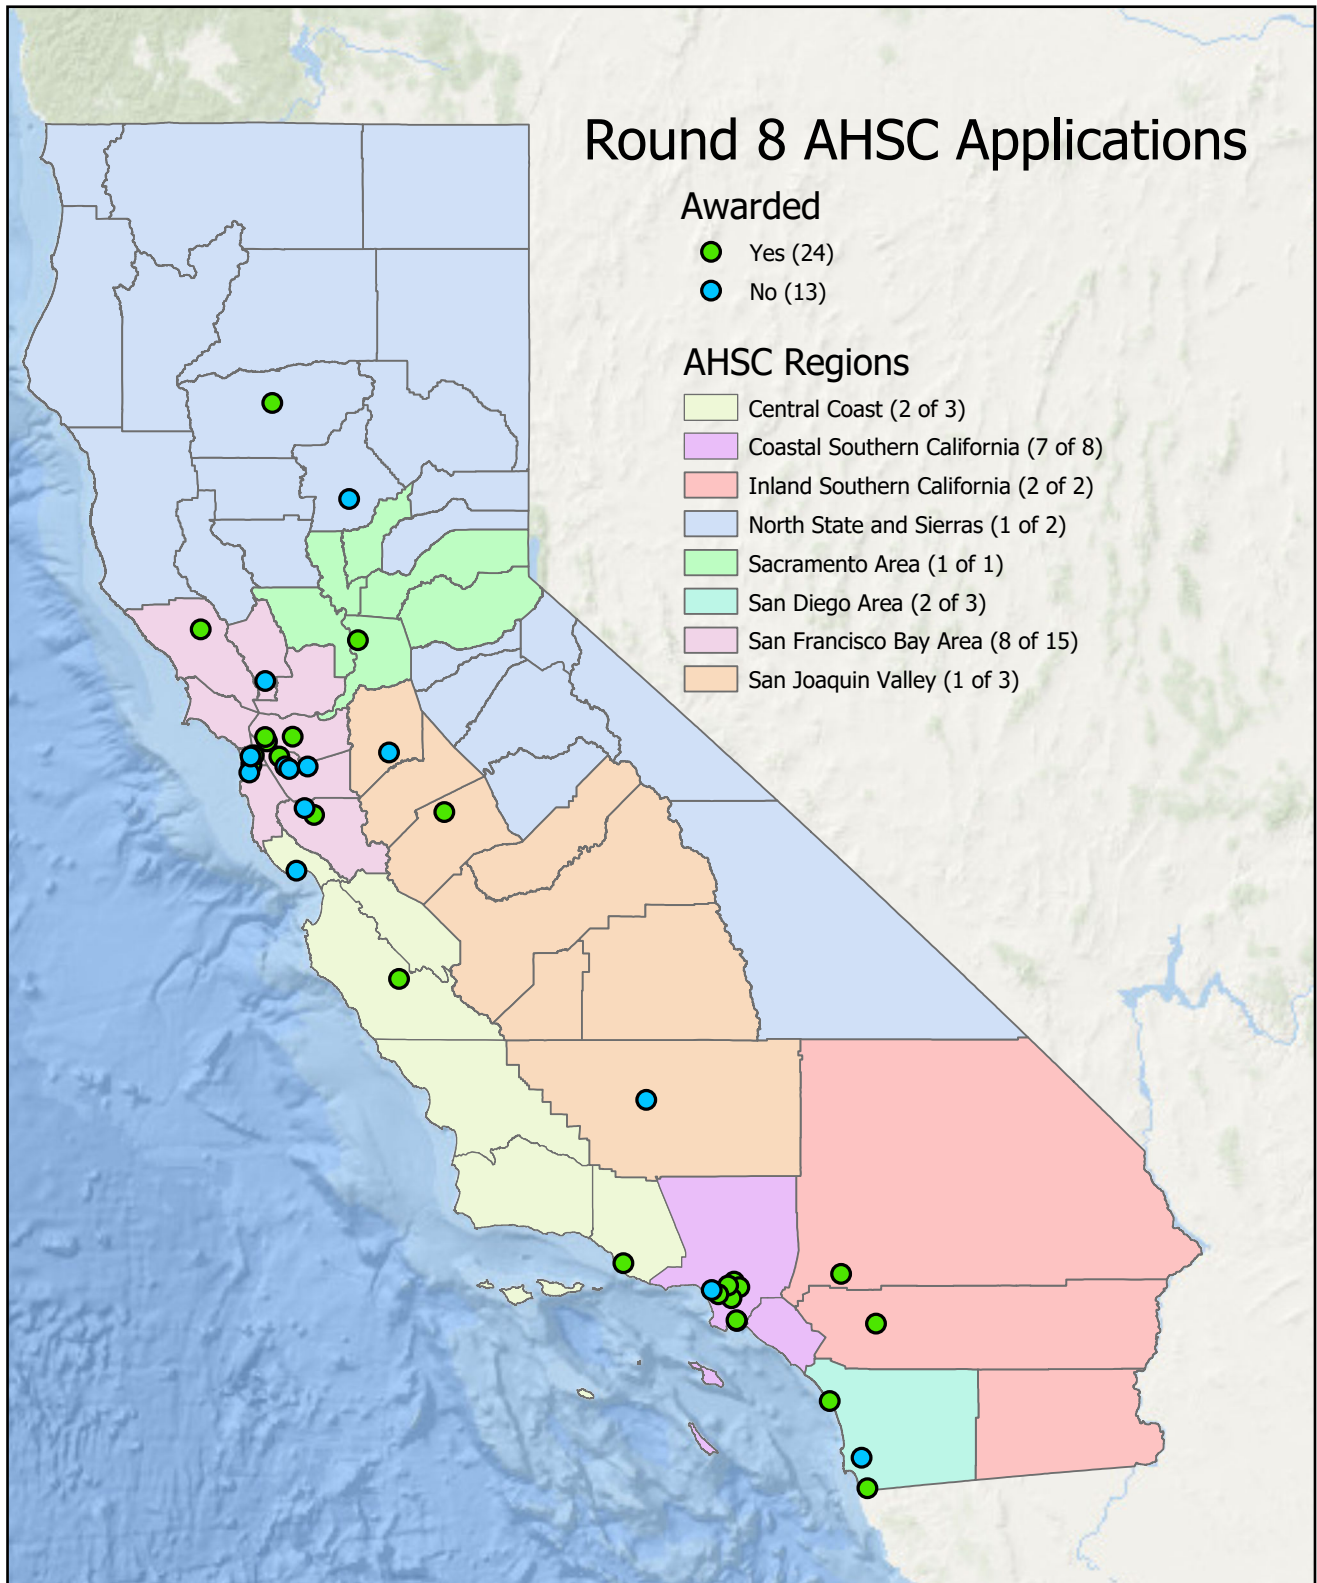 Round 8 AHSC Applications
Awarded
Yes (24)
No (13)
AHSC Regions
Central Coast (2 of 3)
Coastal Southern California (7 of 8)
Inland Southern California (2 of 2)
North State and Sierras (1 of 2)
Sacramento Area (1 of 1)
San Diego Area (2 of 3)
San Francisco Bay Area (8 of 15)
San Joaquin Valley (1 of 3)